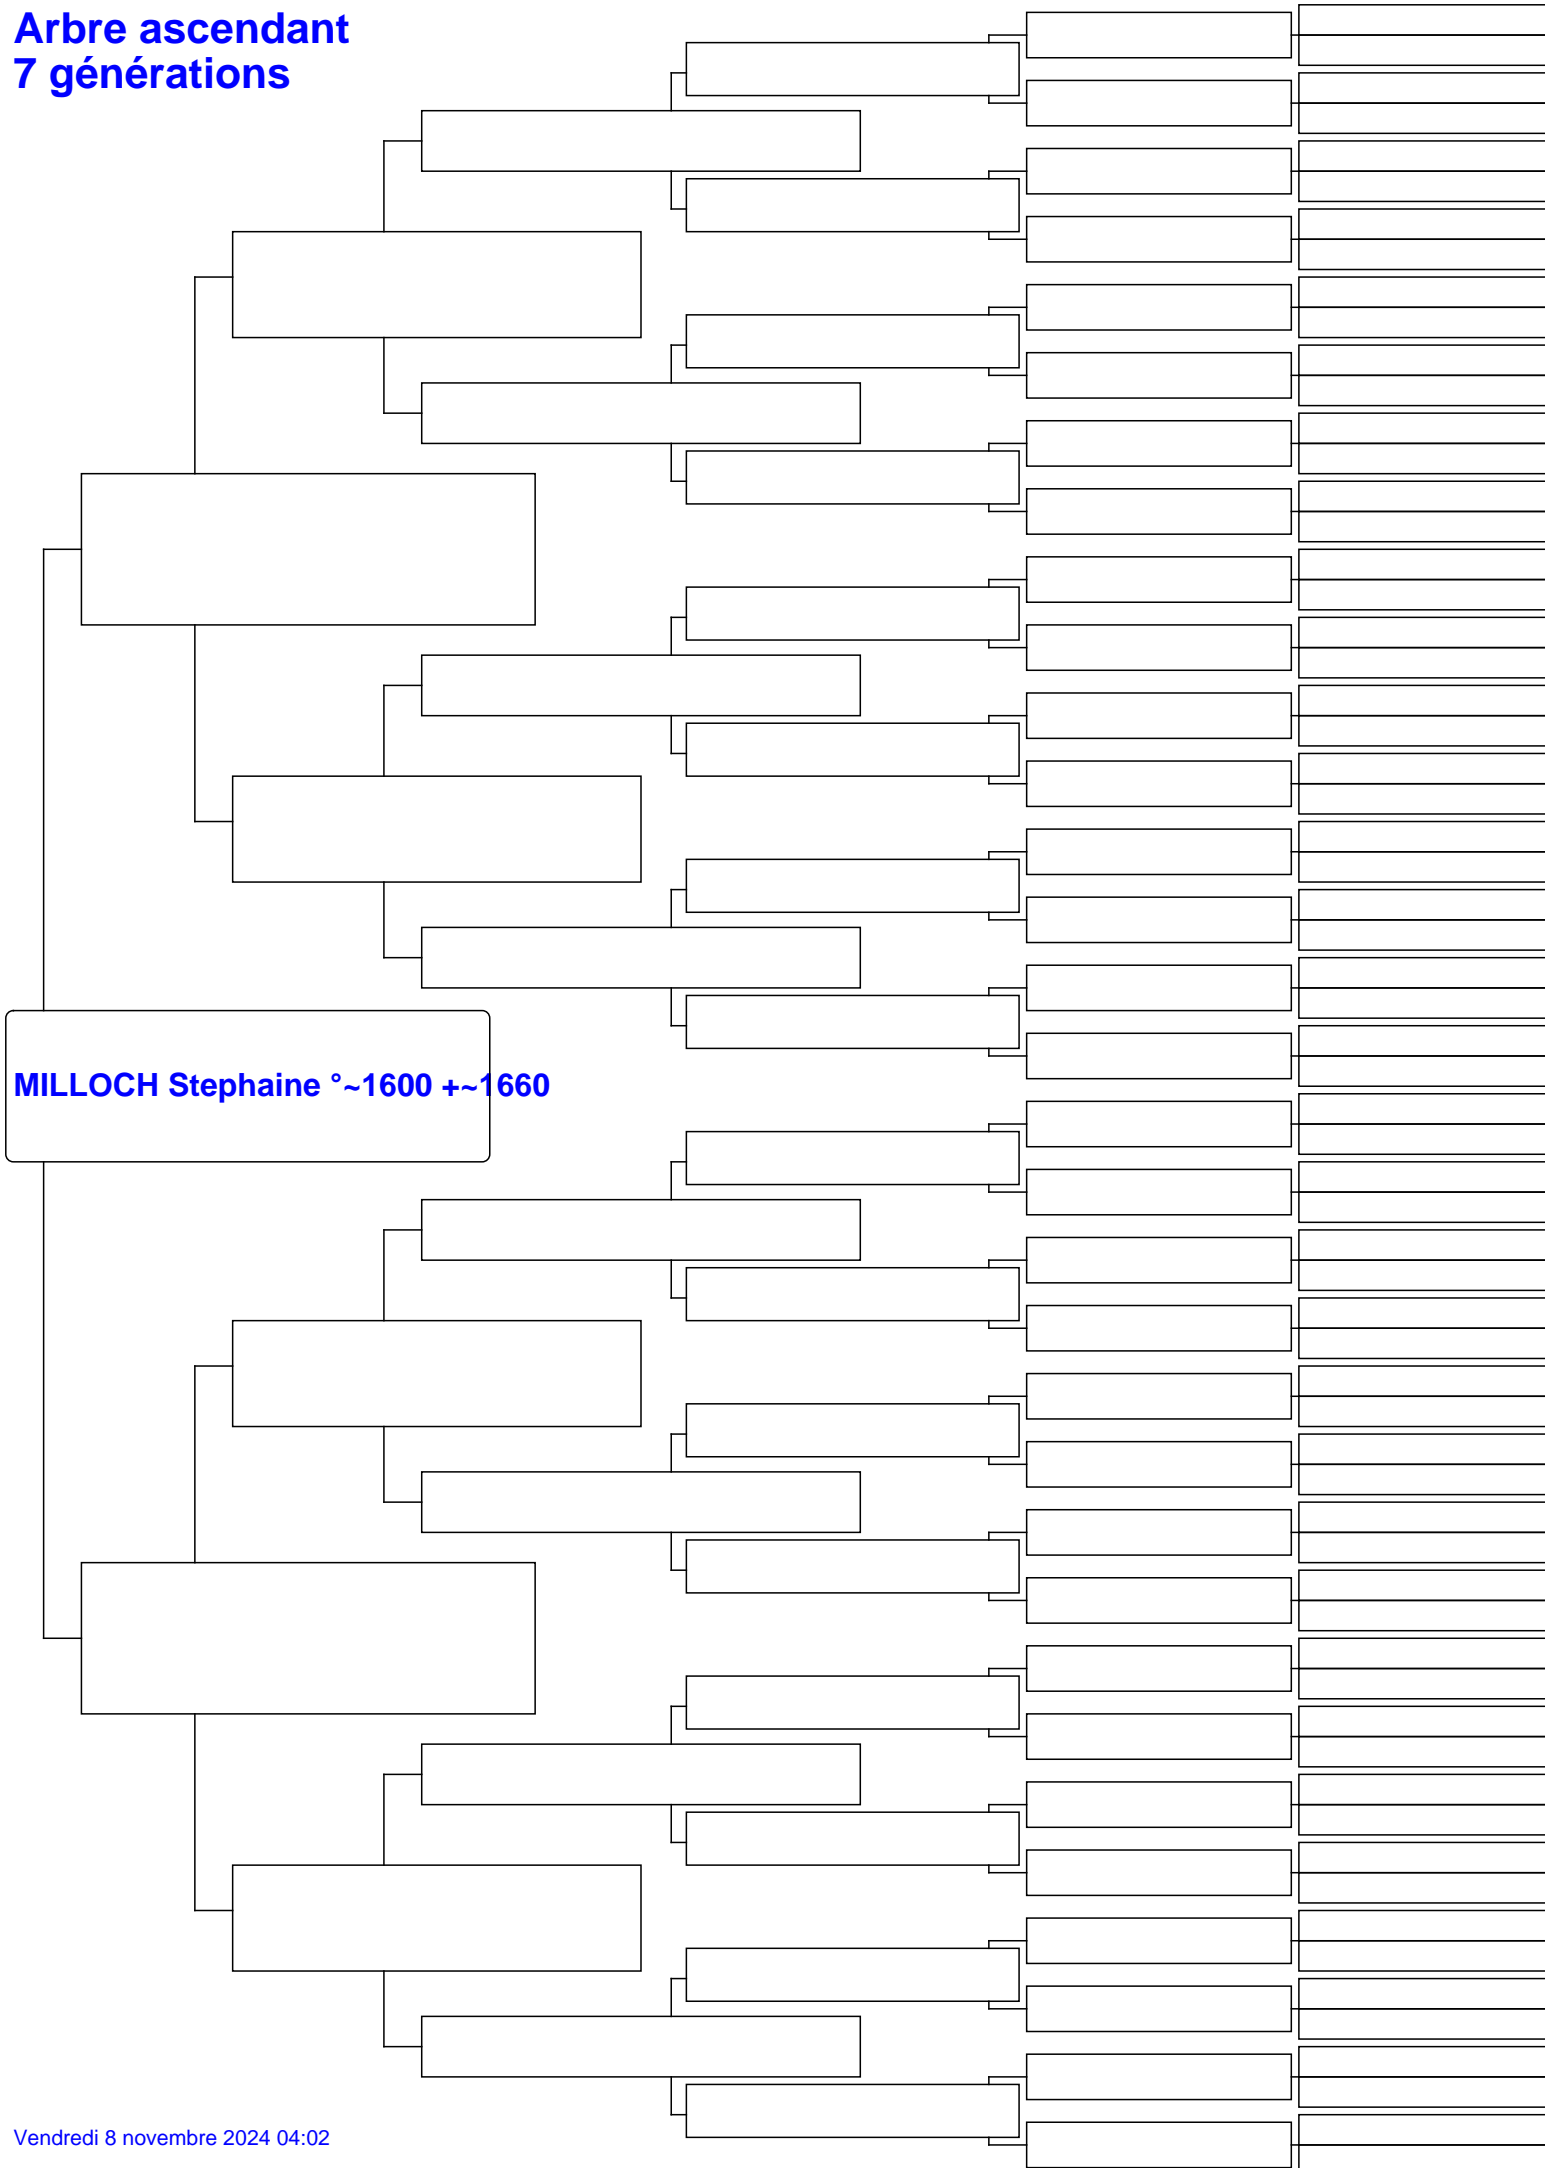 Arbre ascendant
7 générations
MILLOCH Stephaine °~1600 +~1660
Vendredi 8 novembre 2024 04:02